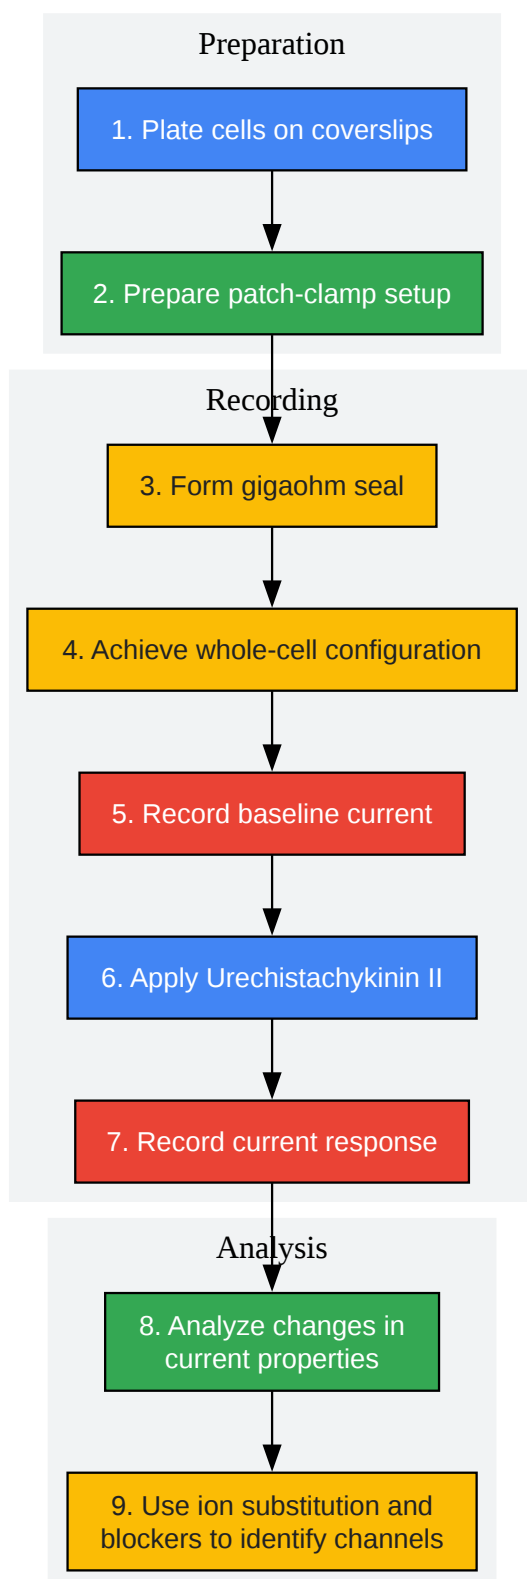 Preparation
1. Plate cells on coverslips
2. Prepare patch-clamp setup
Recording
3. Form gigaohm seal
4. Achieve whole-cell configuration
5. Record baseline current
6. Apply Urechistachykinin II
7. Record current response
Analysis
8. Analyze changes in
current properties
9. Use ion substitution and
blockers to identify channels